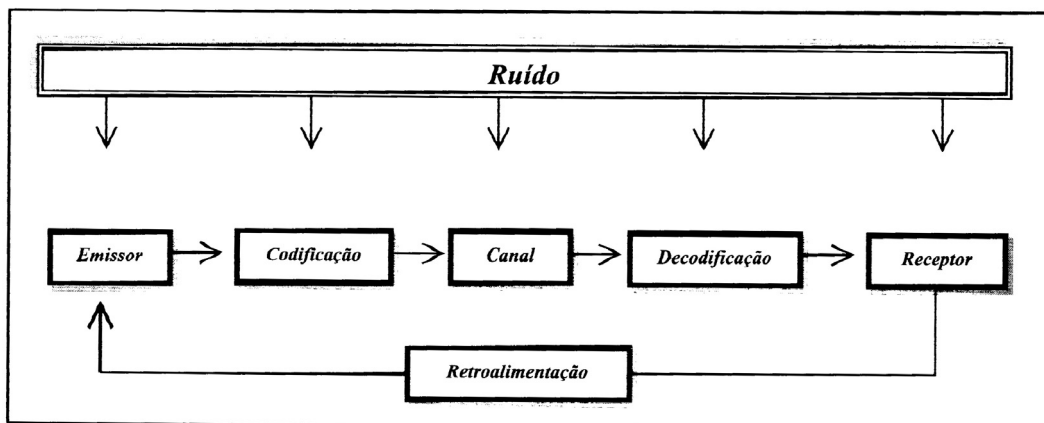 Ruído
Emissor
Codificação
Canal
Decodificação
Receptor
Retroalimentação